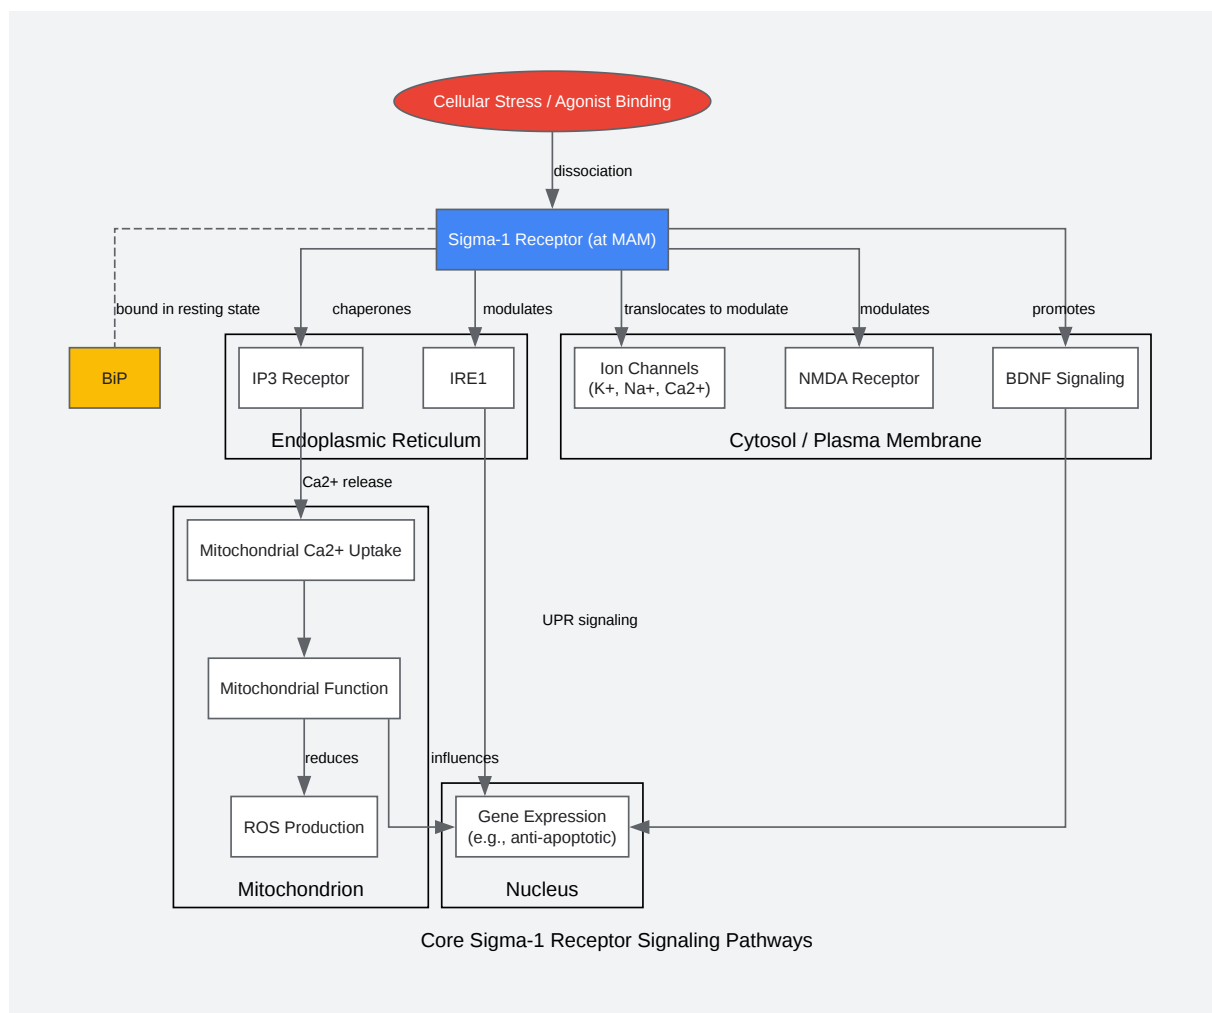 Cellular Stress / Agonist Binding
dissociation
Sigma-1 Receptor (at MAM)
bound in resting state
chaperones
modulates
translocates to modulate
modulates
promotes
BiP
IP3 Receptor
IRE1
Ion Channels
(K+, Na+, Ca2+)
NMDA Receptor
BDNF Signaling
Endoplasmic Reticulum
Cytosol / Plasma Membrane
Ca2+ release
Mitochondrial Ca2+ Uptake
UPR signaling
Mitochondrial Function
reduces
influences
ROS Production
Gene Expression
(e.g., anti-apoptotic)
Mitochondrion
Nucleus
Core Sigma-1 Receptor Signaling Pathways